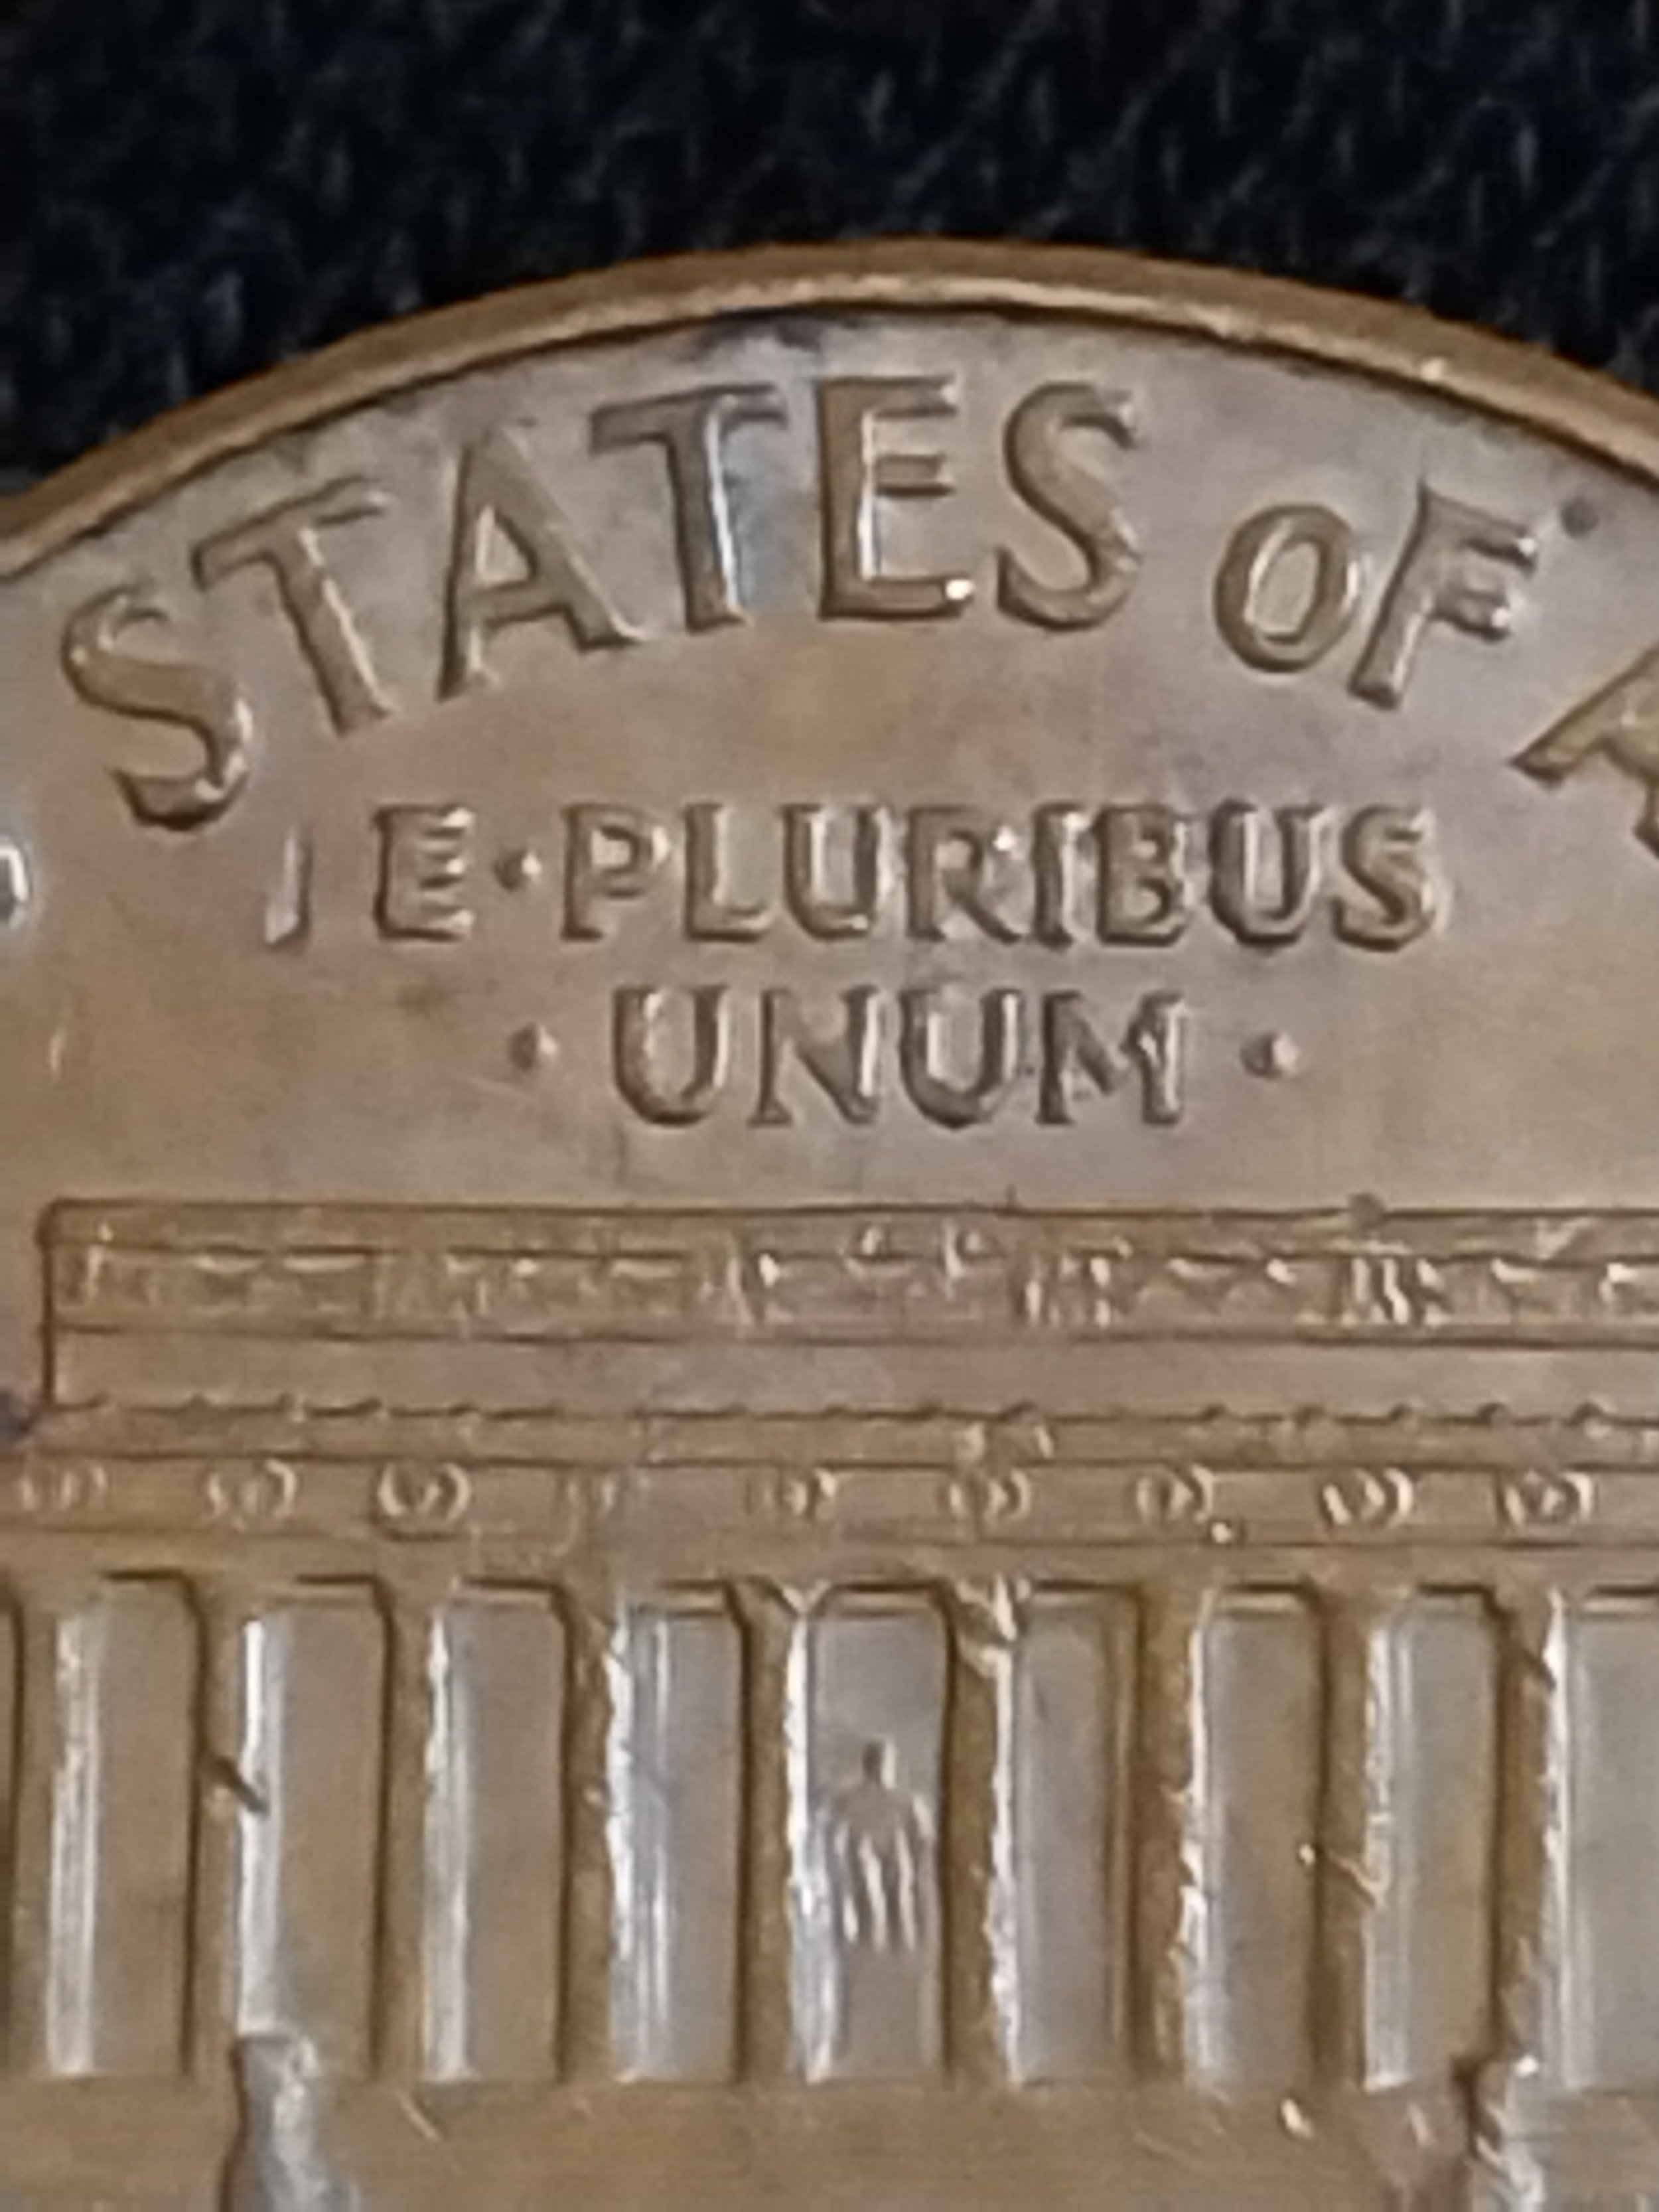 STATES OF A
E·PLURIBUS
· UNUM ·